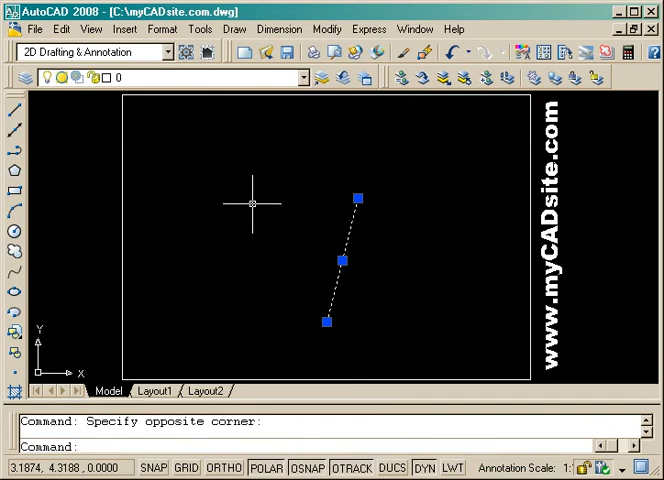 AutoCAD 2008 - [C:\myCADsite.com.dwg]
File Edit View Insert Format Tools Draw Dimension Modify Express Window Help
2D Drafting & Annotation
0
www.myCADsite.com
Y
X
Model Layout1 Layout2
Command: Specify opposite corner:
Command:
3.1874, 4.3188, 0.0000 SNAP GRID ORTHO POLAR OSNAP OTRACK DUCS DYN LWT Annotation Scale: 1: